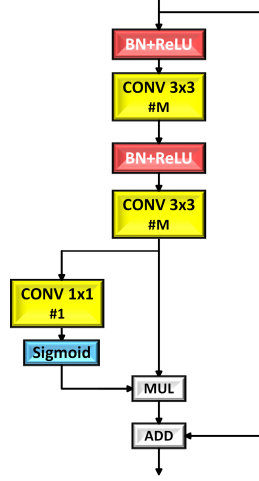 BN+ReLU
CONV 3x3
#M
BN+ReLU
CONV 3x3
#M
CONV 1x1
#1
Sigmoid
MUL
ADD